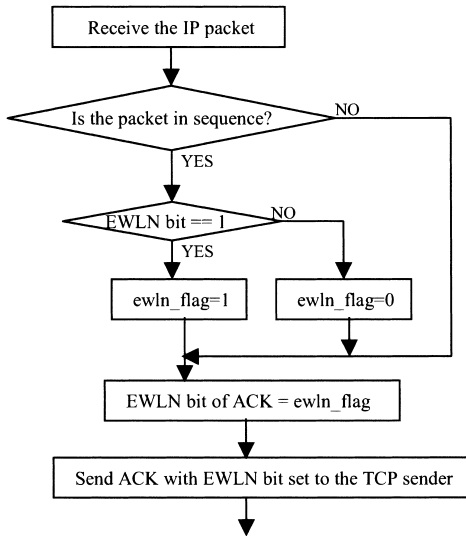 Receive the IP packet
Is the packet in sequence?
NO
YES
EWLN bit == 1
NO
YES
ewln_flag=1
ewln_flag=0
EWLN bit of ACK = ewln_flag
Send ACK with EWLN bit set to the TCP sender